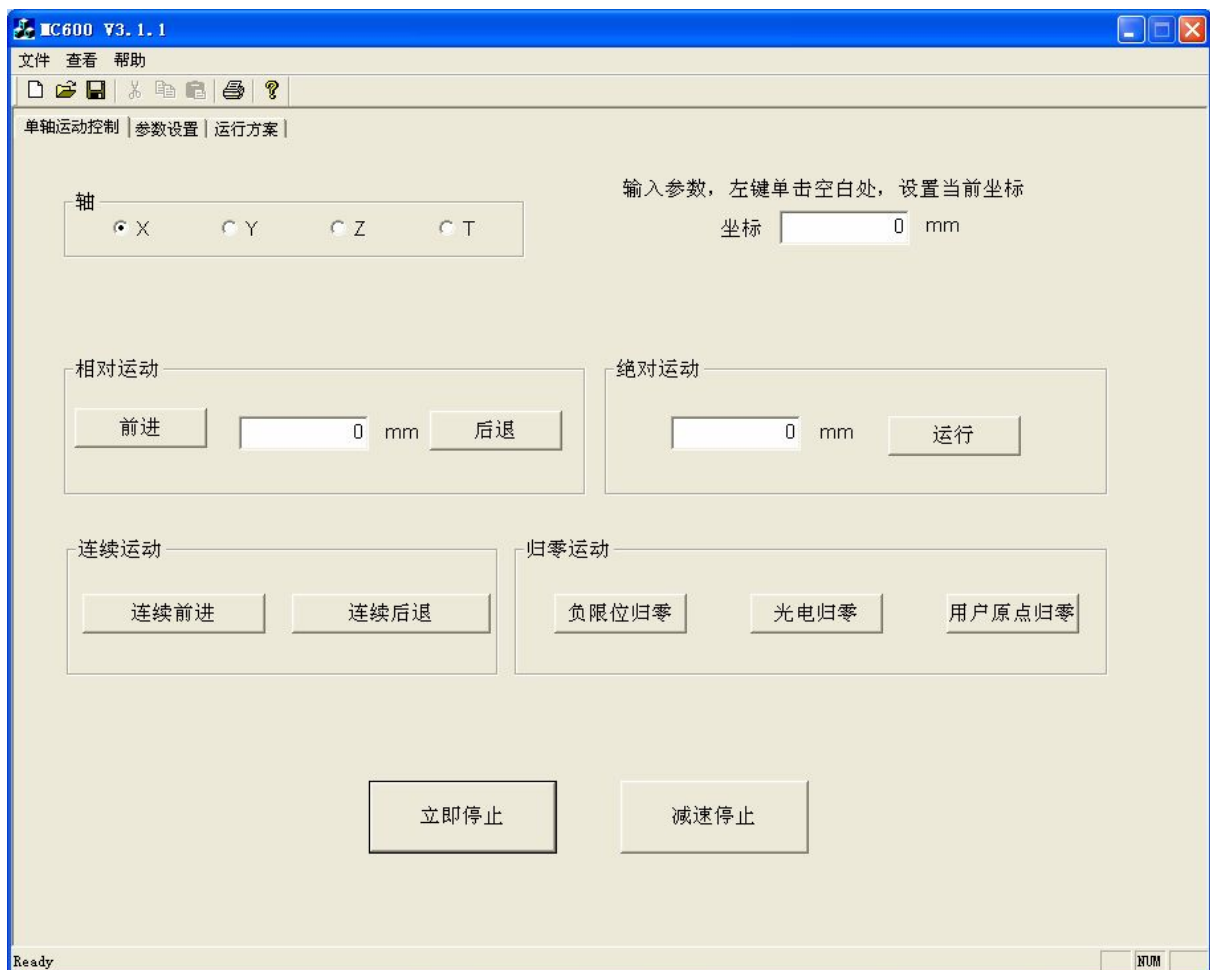 MC600 V3.1.1
文件 查看 帮助
单轴运动控制 参数设置 运行方案
轴
X Y Z T
输入参数，左键单击空白处，设置当前坐标
坐标 0 mm
相对运动
前进 0 mm 后退
绝对运动
0 mm 运行
连续运动
连续前进 连续后退
归零运动
负限位归零 光电归零 用户原点归零
立即停止 减速停止
Ready NUM